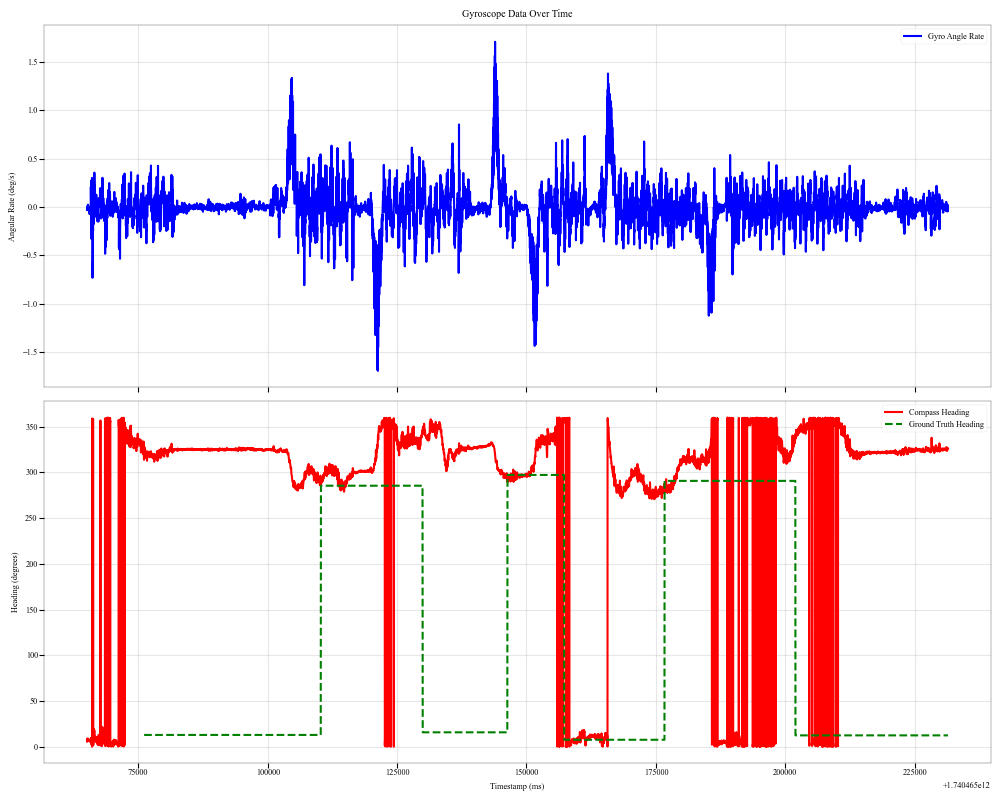 Gyroscope Data Over Time
Gyro Angle Rate
1.5
1.0
0.5
0.0
−0.5
−1.0
−1.5
Angular Rate (deg/s)
Compass Heading
Ground Truth Heading
350
300
250
200
150
100
50
0
Heading (degrees)
75000 100000 125000 150000 175000 200000 225000
Timestamp (ms)
+1.740465e12